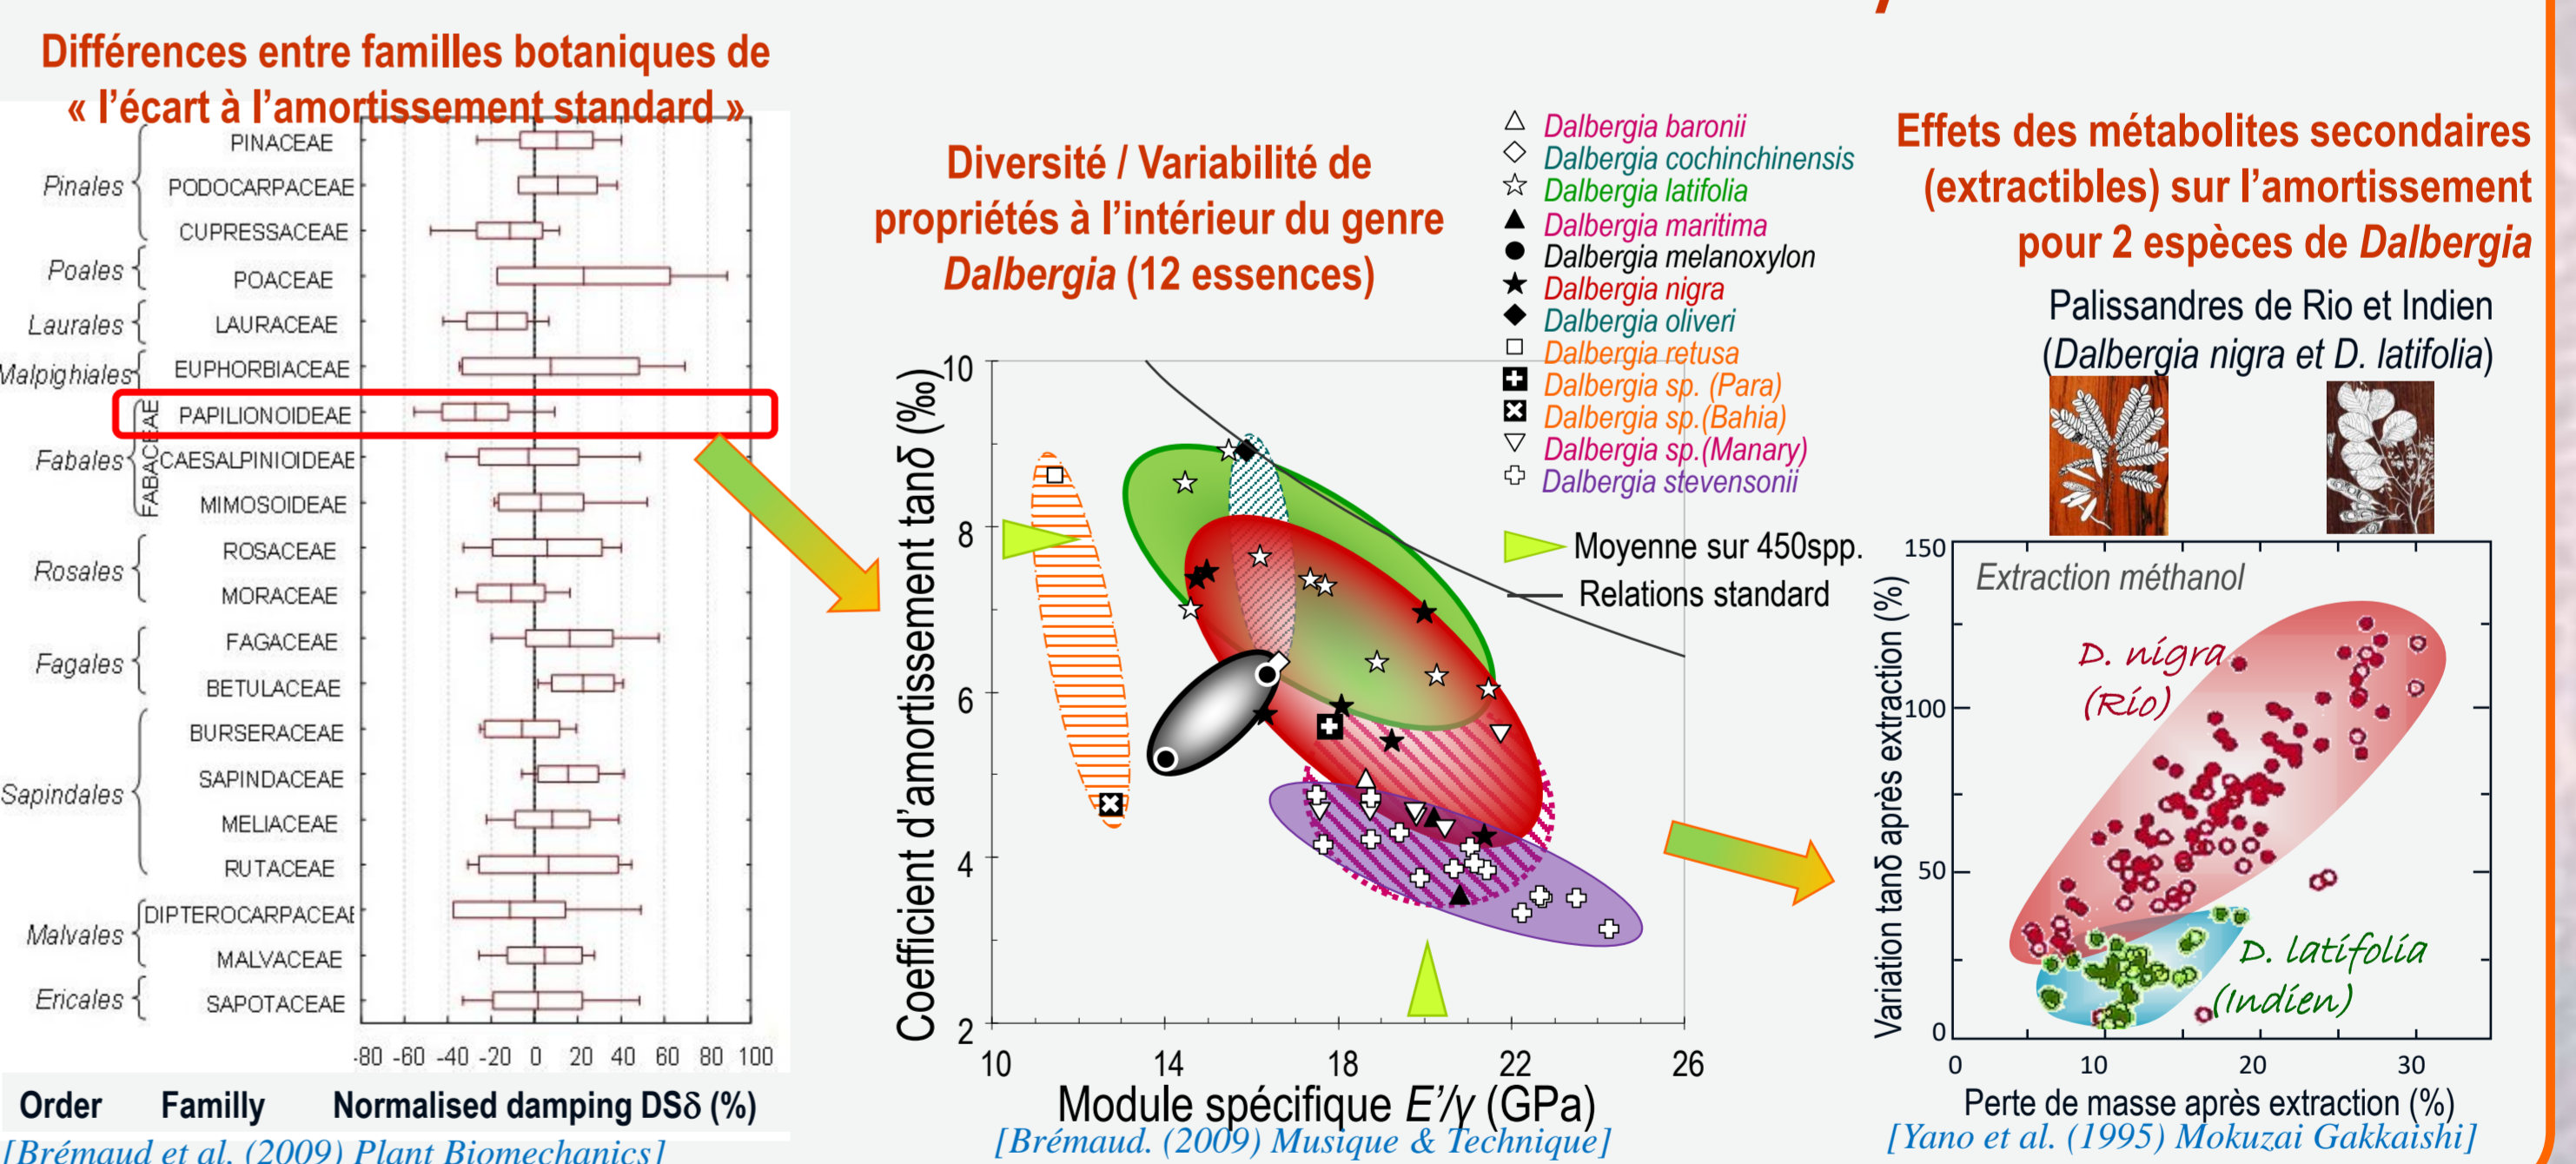 Différences entre familles botaniques de
« l'écart à l'amortissement standard »
Pinales
PINACEAE
PODOCARPACEAE
CUPRESSACEAE
Poales
POACEAE
Laurales
LAURACEAE
Malpighiales
EUPHORBIACEAE
Fabales
FABACEAE
PAPILIONOIDEAE
CAESALPINIOIDEAE
MIMOSOIDEAE
Rosales
ROSACEAE
MORACEAE
Fagales
FAGACEAE
BETULACEAE
Sapindales
BURSERACEAE
SAPINDACEAE
MELIACEAE
RUTACEAE
Malvales
DIPTEROCARPACEAE
MALVACEAE
Ericales
SAPOTACEAE
-80 -60 -40 -20 0 20 40 60 80 100
Order Familly Normalised damping DSδ (%)
[Brémaud et al. (2009) Plant Biomechanics]
Diversité / Variabilité de
propriétés à l'intérieur du genre
Dalbergia (12 essences)
Dalbergia baronii
Dalbergia cochinchinensis
Dalbergia latifolia
Dalbergia maritima
Dalbergia melanoxylon
Dalbergia nigra
Dalbergia oliveri
Dalbergia retusa
Dalbergia sp. (Para)
Dalbergia sp.(Bahia)
Dalbergia sp.(Manary)
Dalbergia stevensonii
Moyenne sur 450spp.
Relations standard
Coefficient d'amortissement tanδ (‰)
10
8
6
4
2
10 14 18 22 26
Module spécifique E'/γ (GPa)
[Brémaud. (2009) Musique & Technique]
Effets des métabolites secondaires
(extractibles) sur l'amortissement
pour 2 espèces de Dalbergia
Palissandres de Rio et Indien
(Dalbergia nigra et D. latifolia)
Variation tanδ après extraction (%)
150
100
50
0
Extraction méthanol
D. nigra
(Rio)
D. latifolia
(Indien)
0 10 20 30
Perte de masse après extraction (%)
[Yano et al. (1995) Mokuzai Gakkaishi]